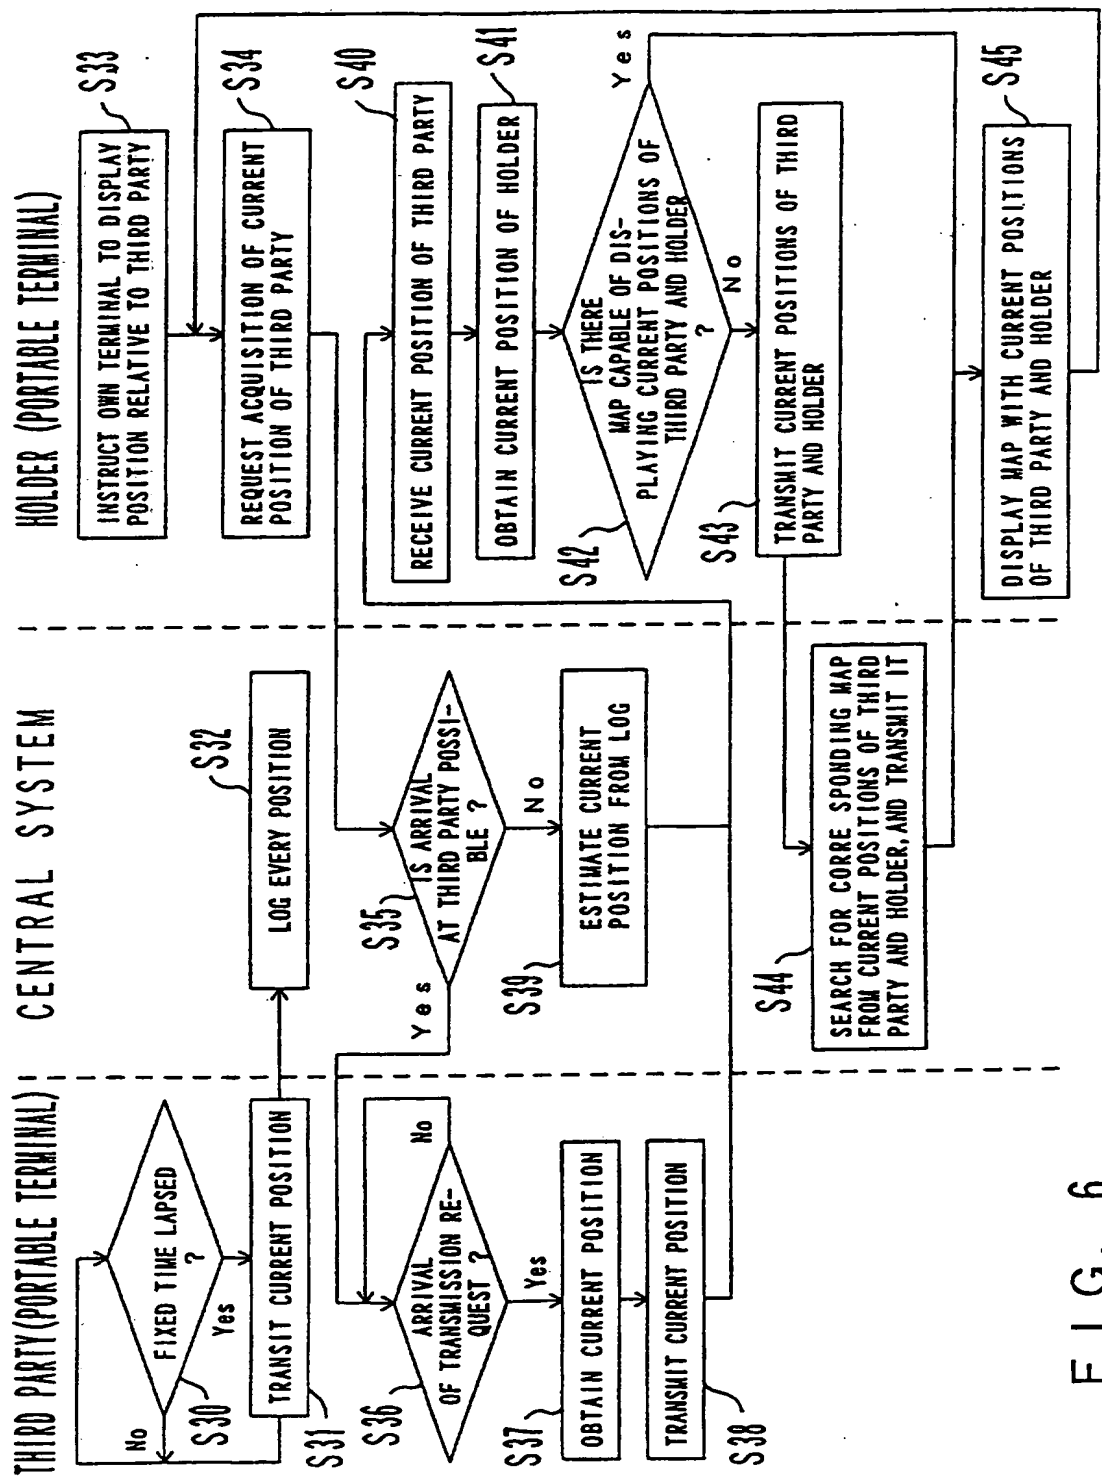 THIRD PARTY(PORTABLE TERMINAL)
CENTRAL SYSTEM
HOLDER (PORTABLE TERMINAL)
FIXED TIME LAPSED
?
No
Yes
S30
TRANSIT CURRENT POSITION
S31
LOG EVERY POSITION
S32
INSTRUCT OWN TERMINAL TO DISPLAY
POSITION RELATIVE TO THIRD PARTY
S33
REQUEST ACQUISITION OF CURRENT
POSITION OF THIRD PARTY
S34
IS ARRIVAL
AT THIRD PARTY POSSI-
BLE ?
S35
Yes
No
ARRIVAL
OF TRANSMISSION RE-
QUEST ?
S36
No
Yes
OBTAIN CURRENT POSITION
S37
TRANSMIT CURRENT POSITION
S38
ESTIMATE CURRENT
POSITION FROM LOG
S39
RECEIVE CURRENT POSITION OF THIRD PARTY
S40
OBTAIN CURRENT POSITION OF HOLDER
S41
IS THERE
MAP CAPABLE OF DIS-
PLAYING CURRENT POSITIONS OF
THIRD PARTY AND HOLDER
?
S42
Yes
No
TRANSMIT CURRENT POSITIONS OF THIRD
PARTY AND HOLDER
S43
SEARCH FOR CORRE SPONDING MAP
FROM CURRENT POSITIONS OF THIRD
PARTY AND HOLDER, AND TRANSMIT IT
S44
DISPLAY MAP WITH CURRENT POSITIONS
OF THIRD PARTY AND HOLDER
S45
FIG. 6